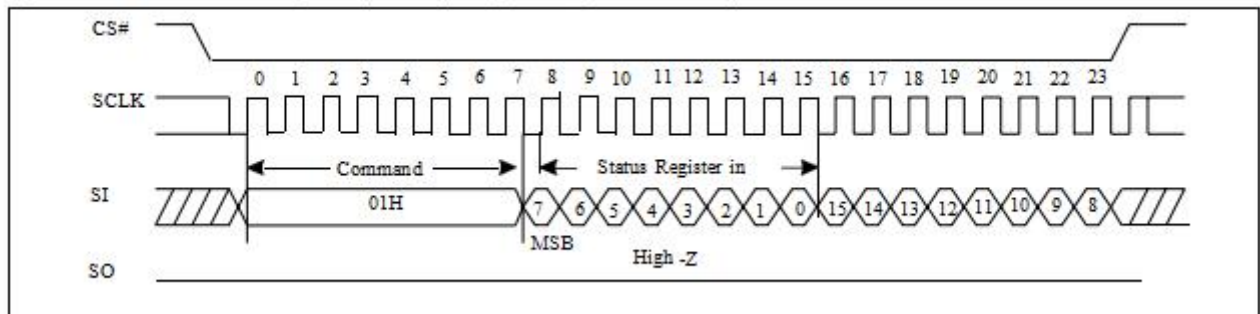 CS#
0 1 2 3 4 5 6 7 8 9 10 11 12 13 14 15 16 17 18 19 20 21 22 23
SCLK
Command Status Register in
SI 01H 7 6 5 4 3 2 1 0 15 14 13 12 11 10 9 8
MSB
High -Z
SO